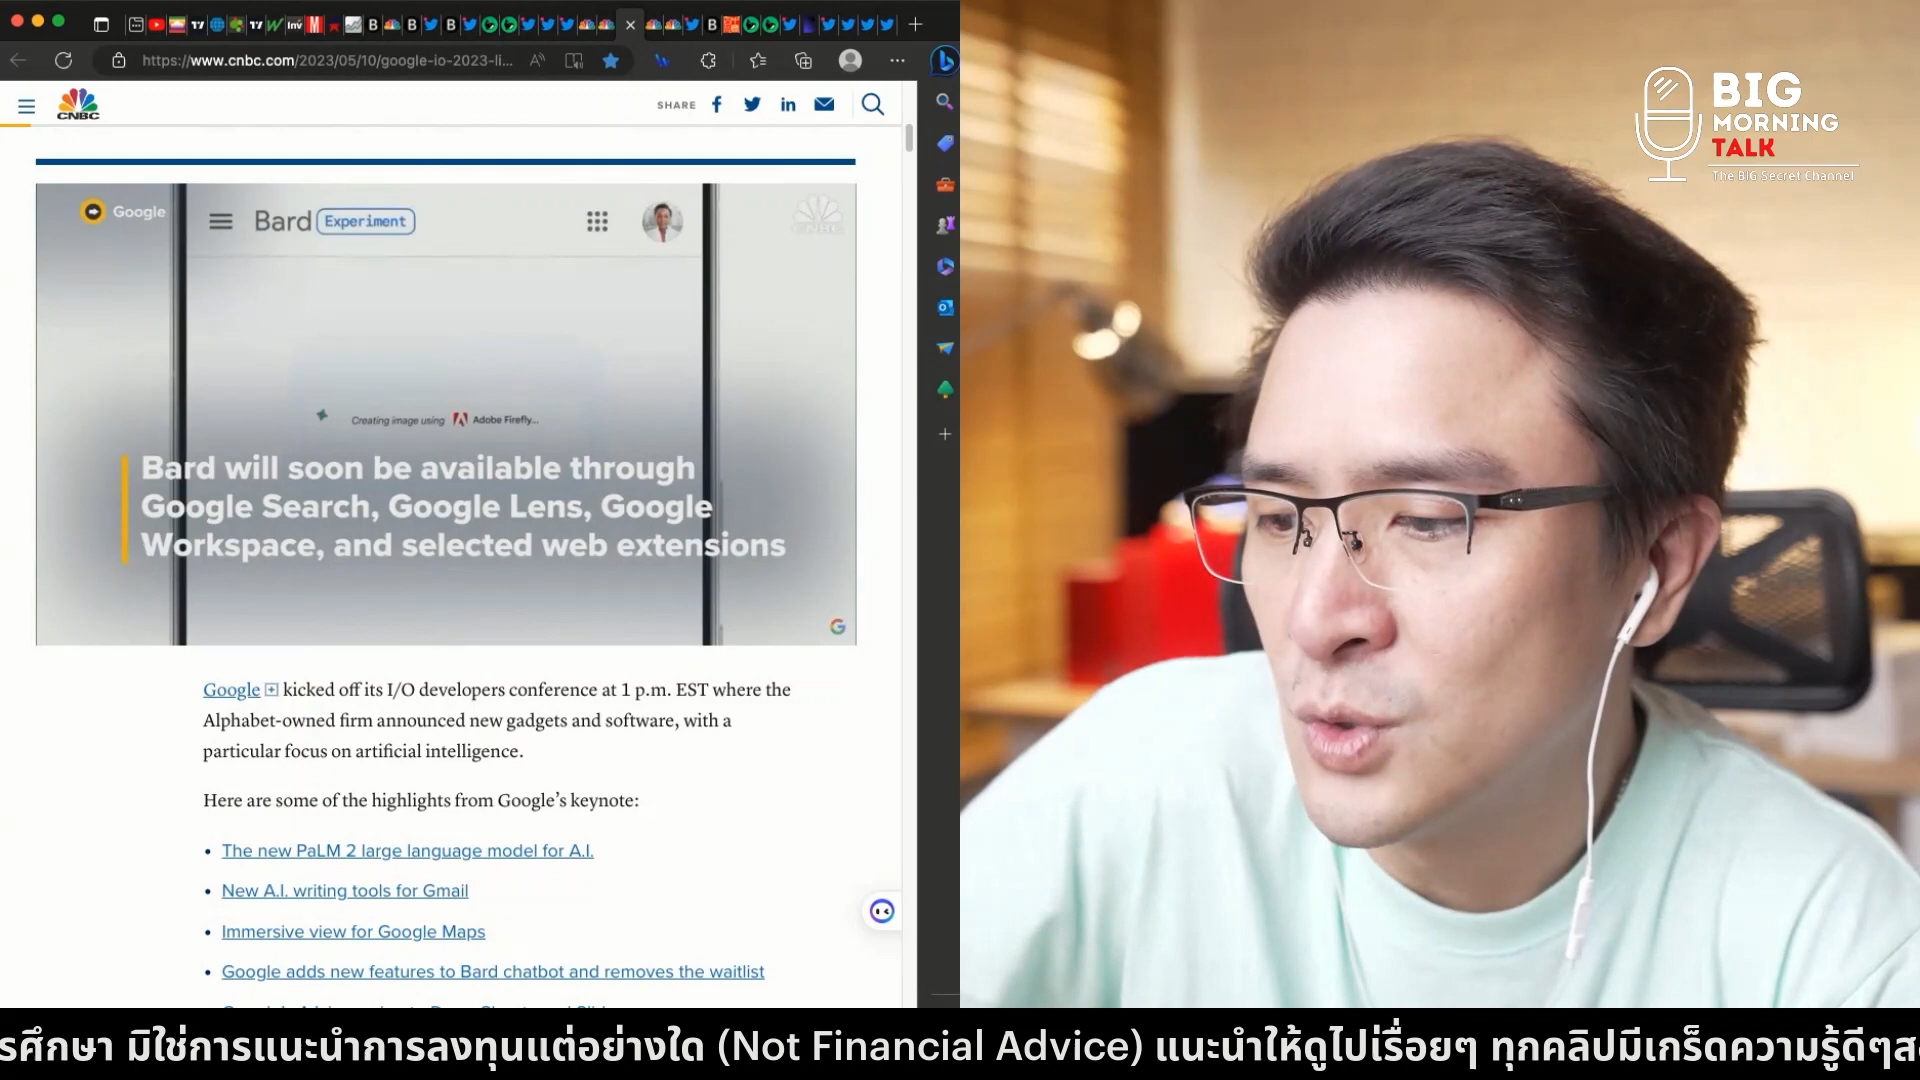 https://www.cnbc.com/2023/05/10/google-io-2023-li...
CNBC
SHARE
Google
Bard Experiment
CNBC
Creating image using Adobe Firefly...
Bard will soon be available through
Google Search, Google Lens, Google
Workspace, and selected web extensions
Google kicked off its I/O developers conference at 1 p.m. EST where the
Alphabet-owned firm announced new gadgets and software, with a
particular focus on artificial intelligence.
Here are some of the highlights from Google’s keynote:
• The new PaLM 2 large language model for A.I.
• New A.I. writing tools for Gmail
• Immersive view for Google Maps
• Google adds new features to Bard chatbot and removes the waitlist
BIG
MORNING
TALK
The BIG Secret Channel
รศึกษา มิใช่การแนะนำการลงทุนแต่อย่างใด (Not Financial Advice) แนะนำให้ดูไปเรื่อยๆ ทุกคลิปมีเกร็ดความรู้ดีๆส